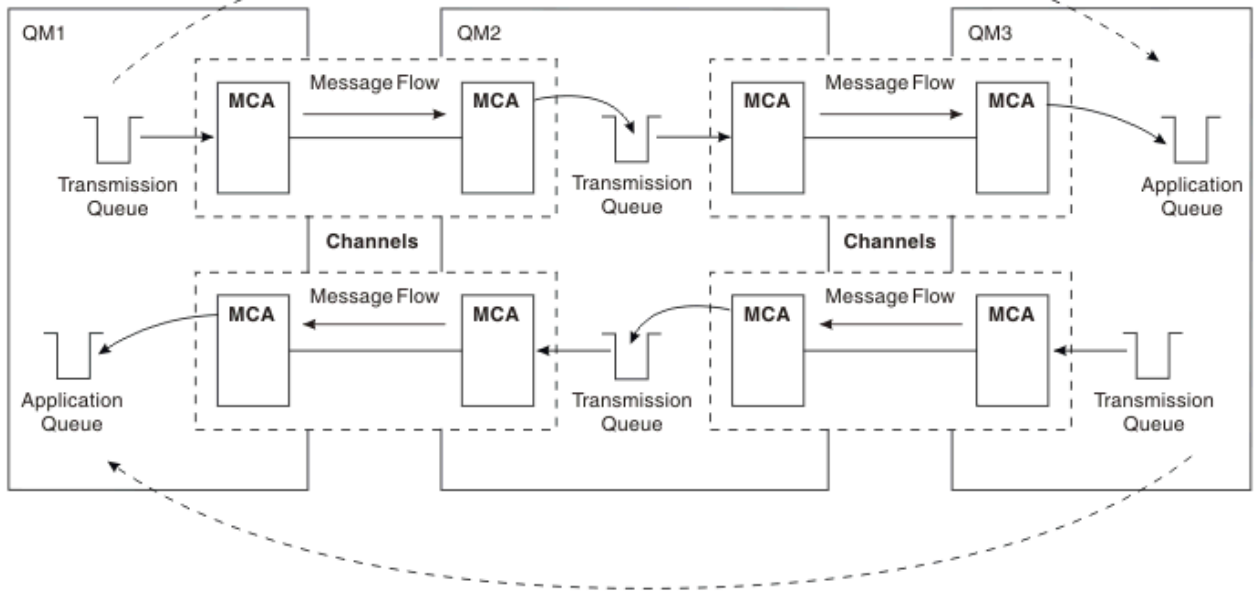 QM1
QM2
QM3
MCA
Message Flow
MCA
MCA
Message Flow
MCA
Transmission
Queue
Transmission
Queue
Application
Queue
Channels
Channels
MCA
Message Flow
MCA
MCA
Message Flow
MCA
Application
Queue
Transmission
Queue
Transmission
Queue